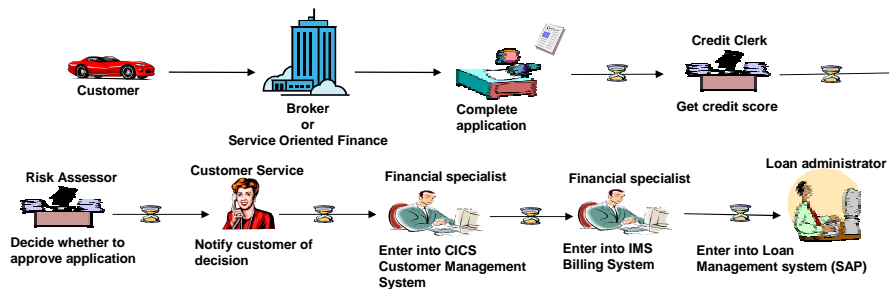 Customer
Broker
or
Service Oriented Finance
Complete
application
Credit Clerk
Get credit score
Risk Assessor
Decide whether to
approve application
Customer Service
Notify customer of
decision
Financial specialist
Enter into CICS
Customer Management
System
Financial specialist
Enter into IMS
Billing System
Loan administrator
Enter into Loan
Management system (SAP)